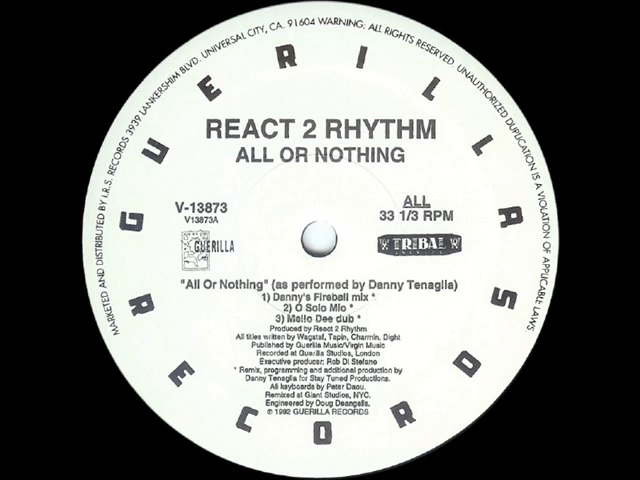 MARKETED AND DISTRIBUTED BY I.R.S. RECORDS 3939 LANKERSHIM BLVD. UNIVERSAL CITY, CA. 91604 WARNING; ALL RIGHTS RESERVED. UNAUTHORIZED DUPLICATION IS A VIOLATION OF APPLICABLE LAWS.
GUERILLA RECORDS
REACT 2 RHYTHM
ALL OR NOTHING
V-13873
V13873A
ALL
33 1/3 RPM
GUERILLA
TRIBAL
"All Or Nothing" (as performed by Danny Tenaglia)
1) Danny's Fireball mix *
2) O Solo Mio *
3) Mello Dee dub *
Produced by React 2 Rhythm
All titles written by Wagstal, Tapin, Charmin, Dight
Published by Guerilla Music/Virgin Music
Recorded at Guerilla Studios, London
Executive producer: Rob Di Stefano
* Remix, programming and additional production by
Danny Tenaglia for Stay Tuned Productions.
All keyboards by Peter Daou.
Remixed at Giant Studios, NYC.
Engineered by Doug Deangelis.
℗ 1992 GUERILLA RECORDS